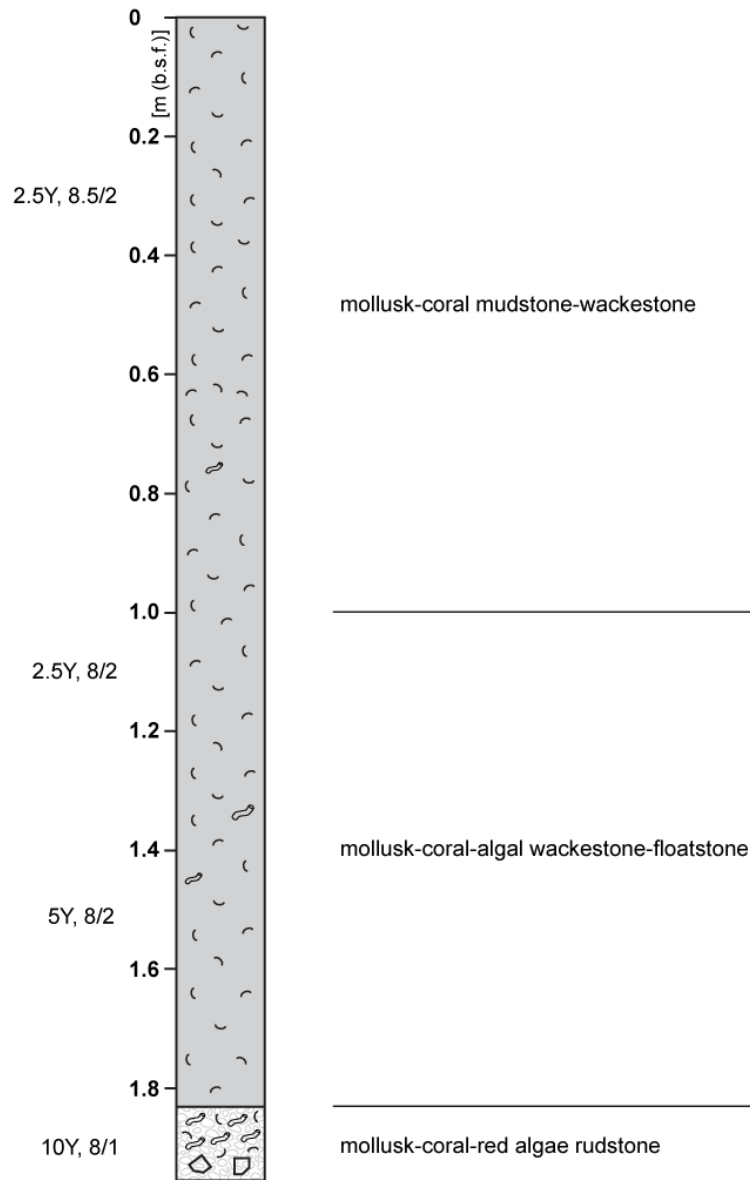 0
[m (b.s.f.)]
0.2
2.5Y, 8.5/2
0.4
mollusk-coral mudstone-wackestone
0.6
0.8
1.0
2.5Y, 8/2
1.2
1.4
mollusk-coral-algal wackestone-floatstone
5Y, 8/2
1.6
1.8
10Y, 8/1
mollusk-coral-red algae rudstone